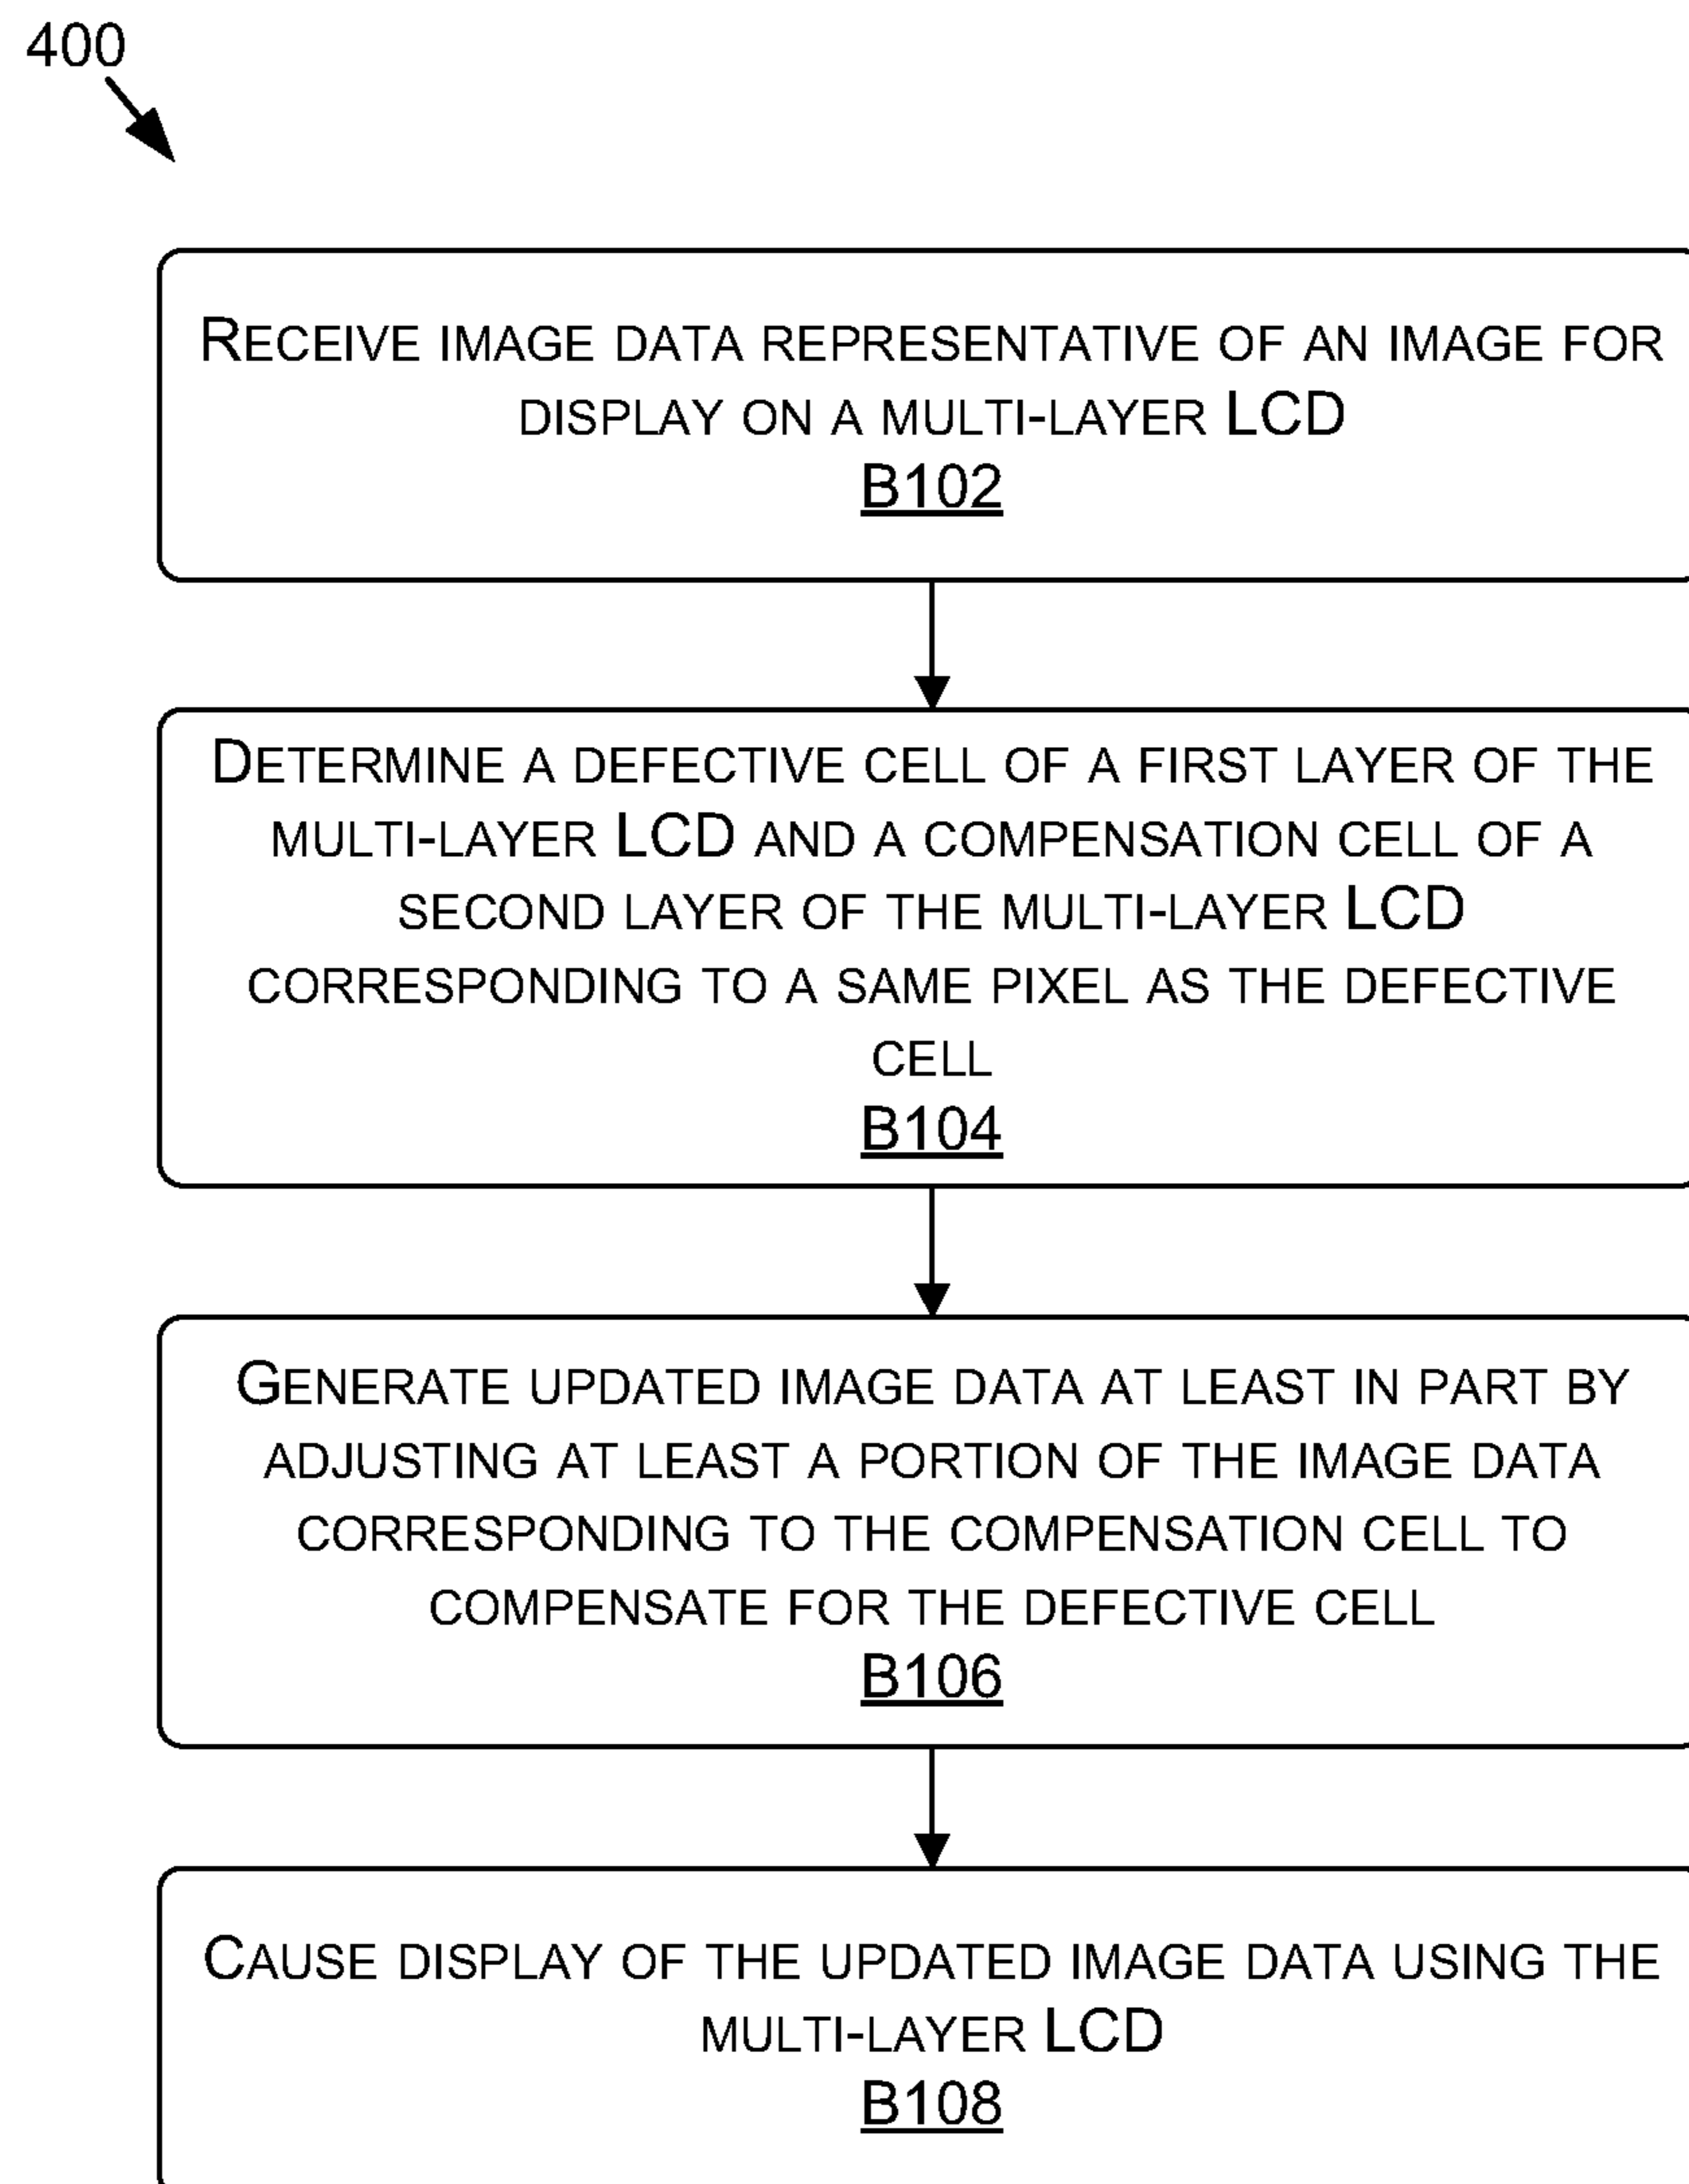 400
RECEIVE IMAGE DATA REPRESENTATIVE OF AN IMAGE FOR
DISPLAY ON A MULTI-LAYER LCD
B102
DETERMINE A DEFECTIVE CELL OF A FIRST LAYER OF THE
MULTI-LAYER LCD AND A COMPENSATION CELL OF A
SECOND LAYER OF THE MULTI-LAYER LCD
CORRESPONDING TO A SAME PIXEL AS THE DEFECTIVE
CELL
B104
GENERATE UPDATED IMAGE DATA AT LEAST IN PART BY
ADJUSTING AT LEAST A PORTION OF THE IMAGE DATA
CORRESPONDING TO THE COMPENSATION CELL TO
COMPENSATE FOR THE DEFECTIVE CELL
B106
CAUSE DISPLAY OF THE UPDATED IMAGE DATA USING THE
MULTI-LAYER LCD
B108